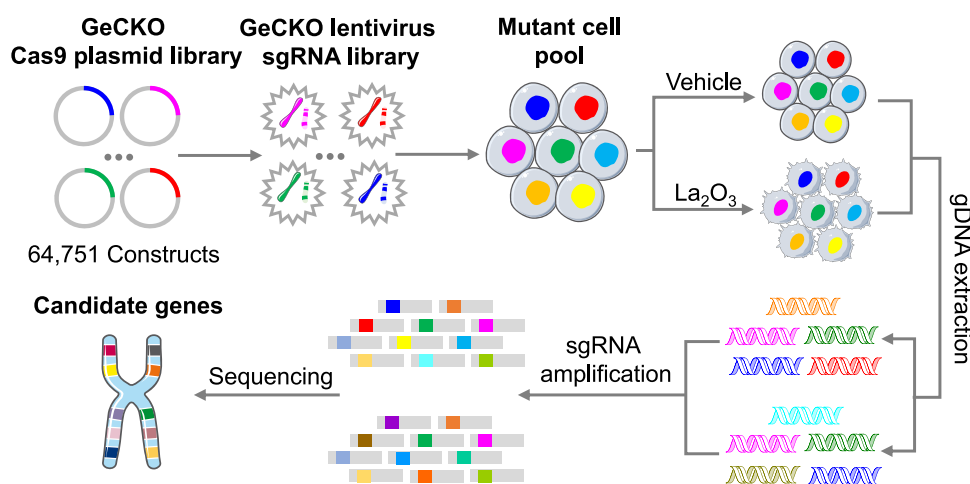 GeCKO
Cas9 plasmid library
GeCKO lentivirus
sgRNA library
Mutant cell
pool
Vehicle
La₂O₃
64,751 Constructs
gDNA extraction
Candidate genes
Sequencing
sgRNA
amplification